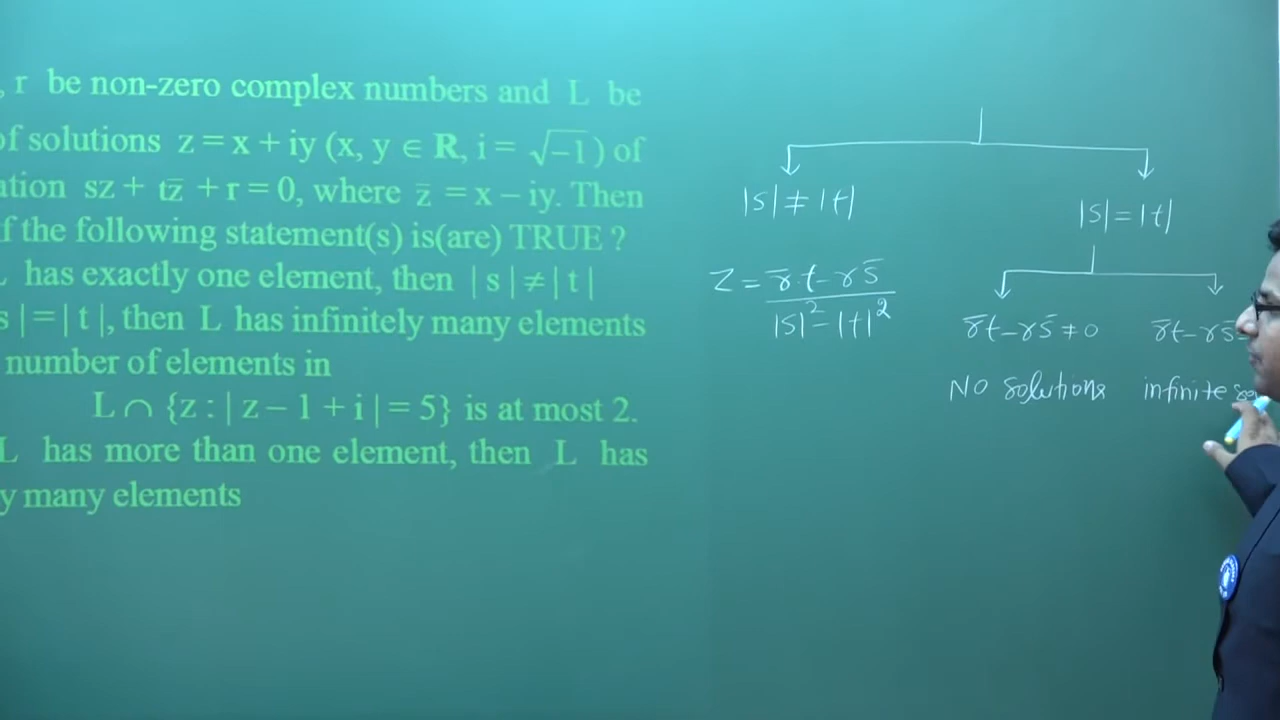 , r be non-zero complex numbers and L be
of solutions z = x + iy (x, y ∈ R, i = √−1) of
ation sz + tz̄ + r = 0, where z̄ = x − iy. Then
f the following statement(s) is(are) TRUE ?
L has exactly one element, then |s| ≠ |t|
s|=|t|, then L has infinitely many elements
number of elements in
L ∩ {z : | z − 1 + i | = 5} is at most 2.
L has more than one element, then L has
y many elements
|s| ≠ |t|
|s| = |t|
z = (r̄t − rs̄) / (|s|² − |t|²)
r̄t − rs̄ ≠ 0
r̄t − rs̄
No solutions
infinite